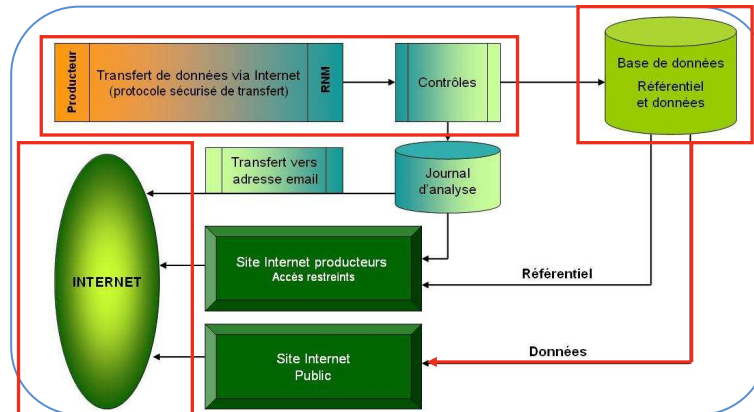 Producteur
Transfert de données via Internet
(protocole sécurisé de transfert)
RNM
Contrôles
Base de données
Référentiel
et données
Transfert vers
adresse email
Journal
d'analyse
INTERNET
Site Internet producteurs
Accès restreints
Référentiel
Site Internet
Public
Données